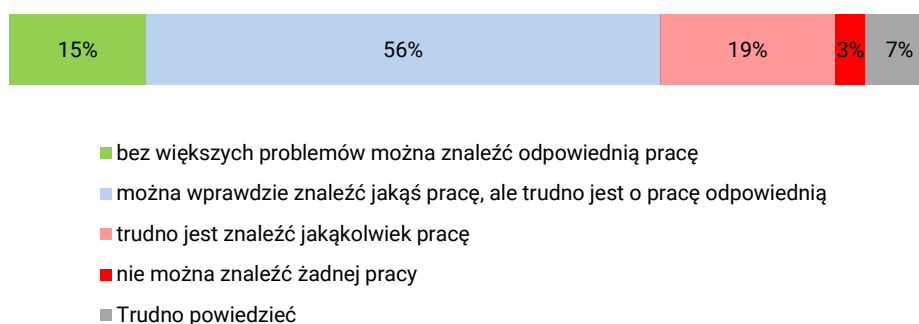 15% 56% 19% 3% 7%
bez większych problemów można znaleźć odpowiednią pracę
można wprawdzie znaleźć jakąś pracę, ale trudno jest o pracę odpowiednią
trudno jest znaleźć jakąkolwiek pracę
nie można znaleźć żadnej pracy
Trudno powiedzieć